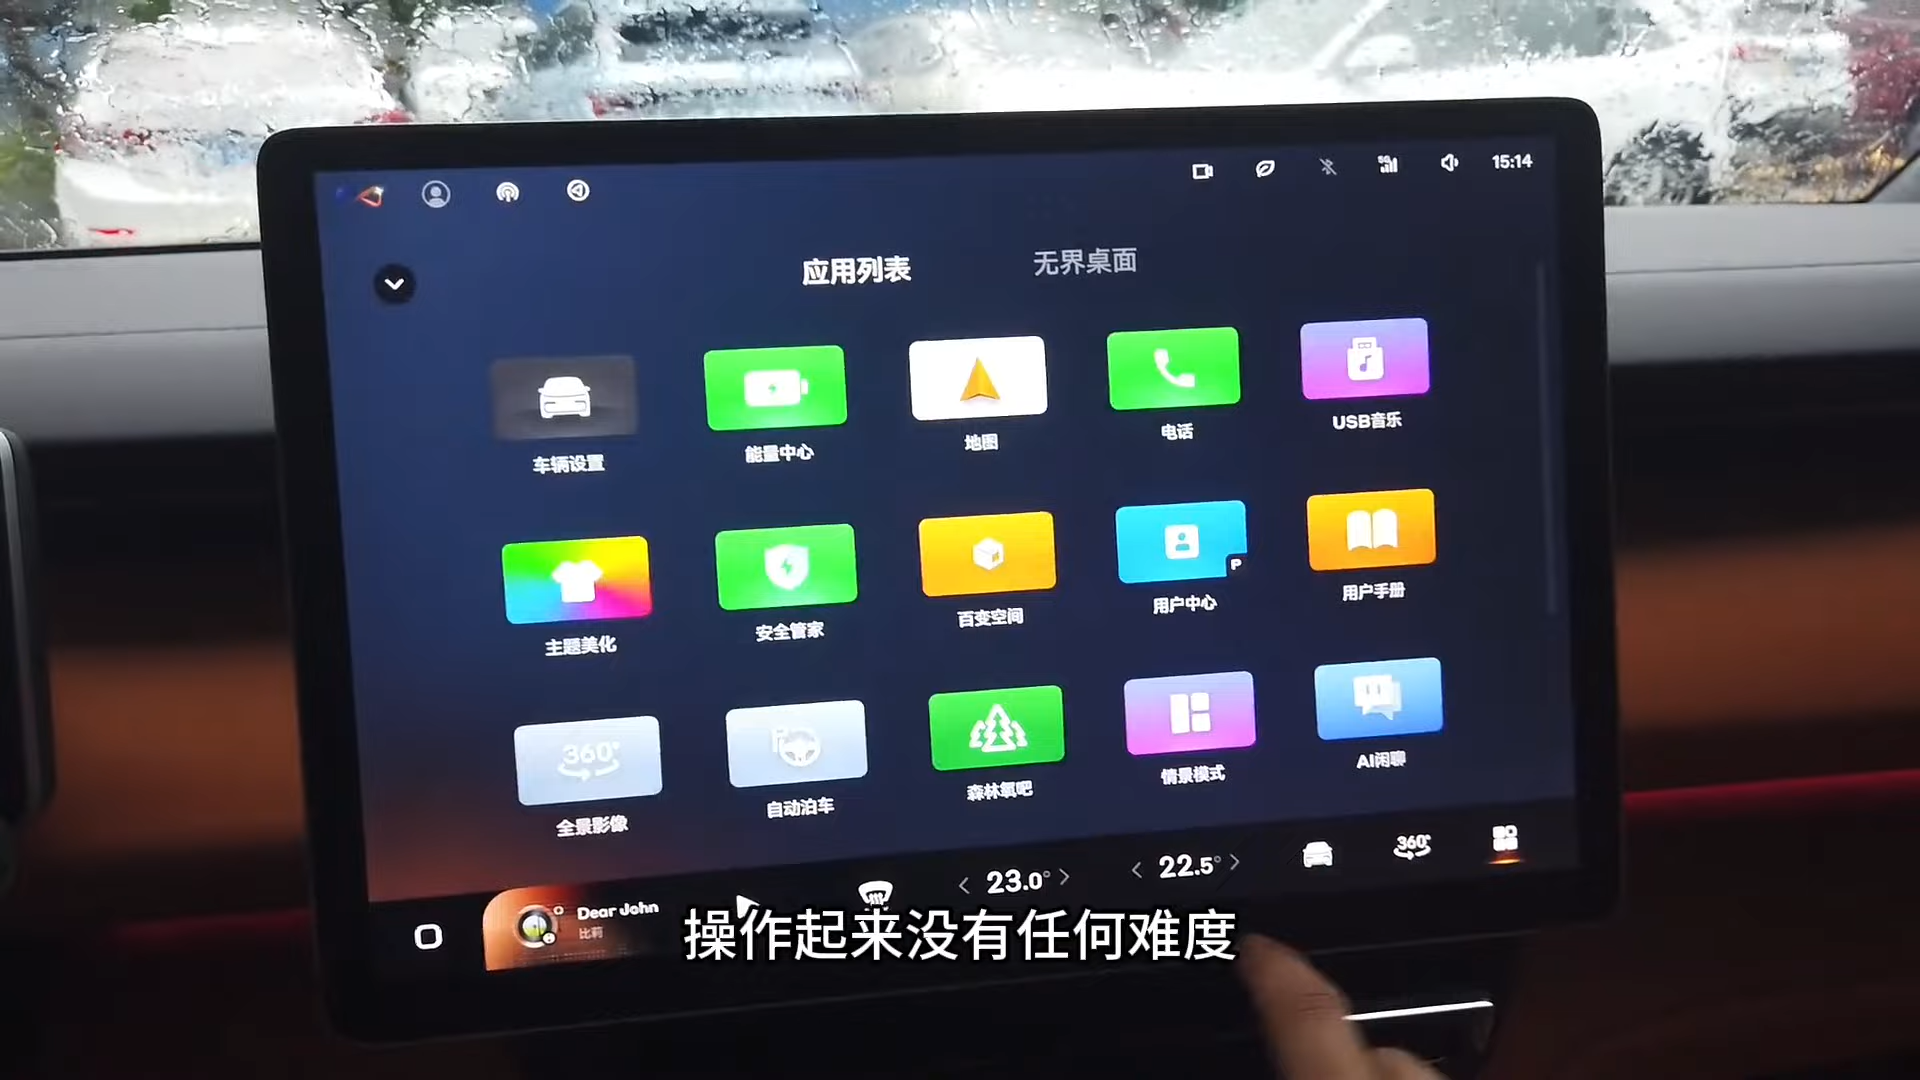 15:14
应用列表
无界桌面
车辆设置
能量中心
地图
电话
USB音乐
主题美化
安全管家
百变空间
用户中心
P
用户手册
360°
全景影像
自动泊车
森林氧吧
情景模式
AI闲聊
Dear John
比莉
23.0°
22.5°
360°
操作起来没有任何难度